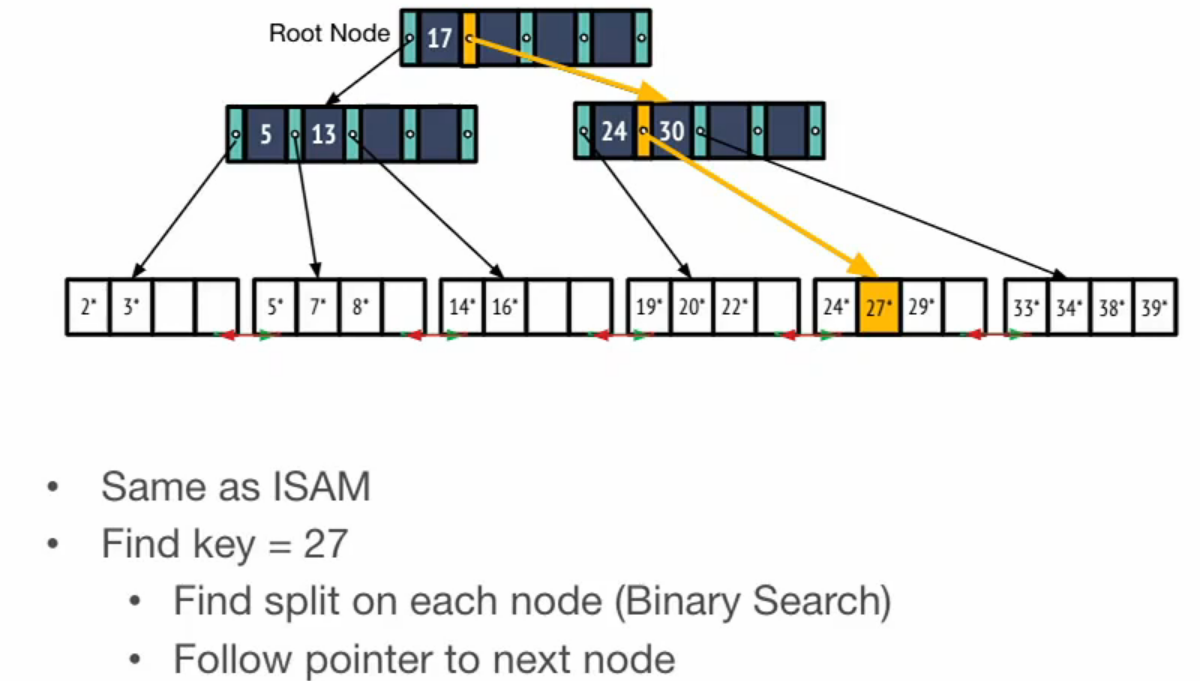 Root Node 17
5 13 24 30
2* 3* 5* 7* 8* 14* 16* 19* 20* 22* 24* 27* 29* 33* 34* 38* 39*
• Same as ISAM
• Find key = 27
• Find split on each node (Binary Search)
• Follow pointer to next node